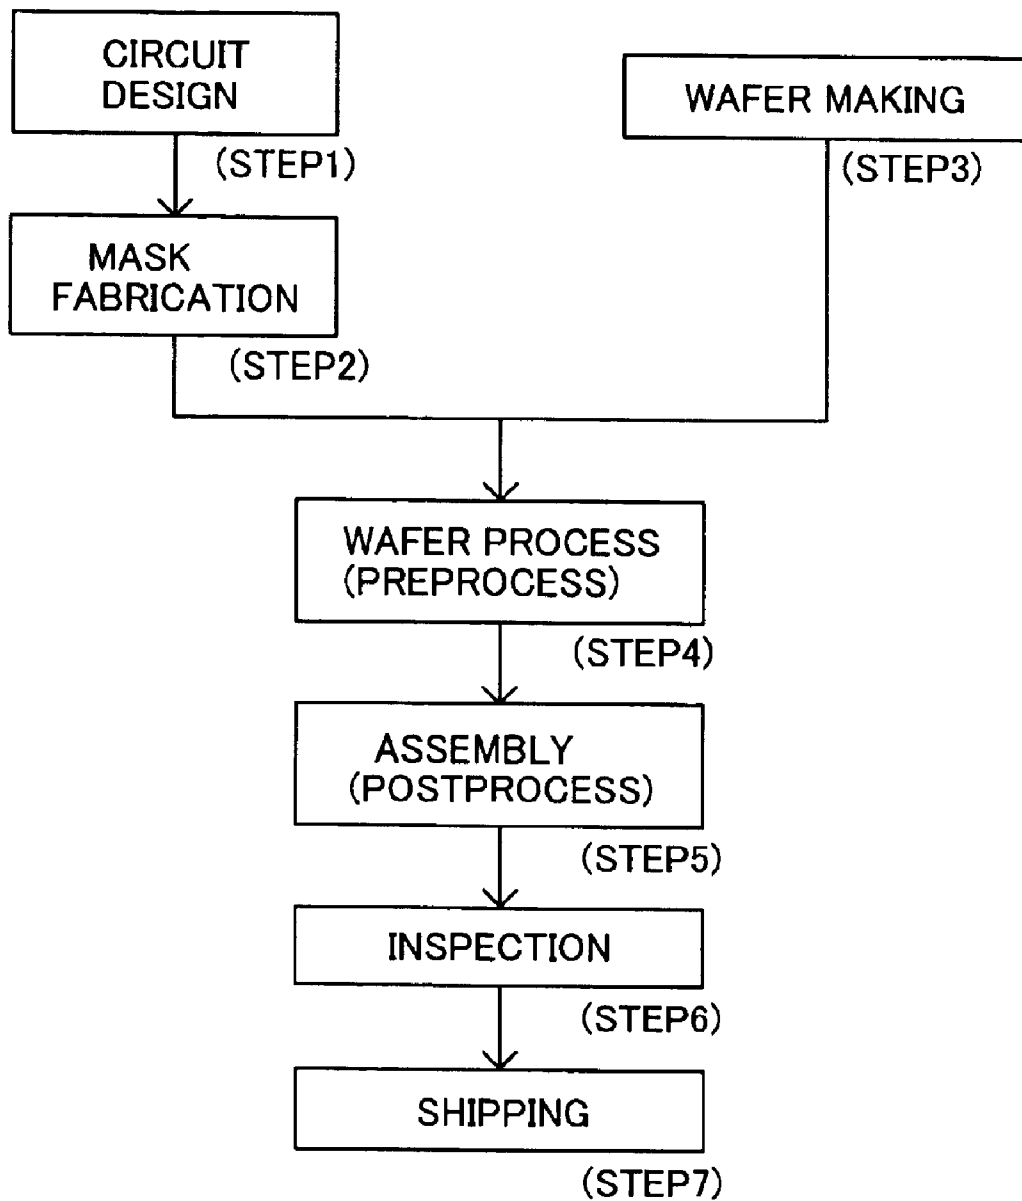 CIRCUIT
DESIGN
(STEP1)
MASK
FABRICATION
(STEP2)
WAFER MAKING
(STEP3)
WAFER PROCESS
(PREPROCESS)
(STEP4)
ASSEMBLY
(POSTPROCESS)
(STEP5)
INSPECTION
(STEP6)
SHIPPING
(STEP7)